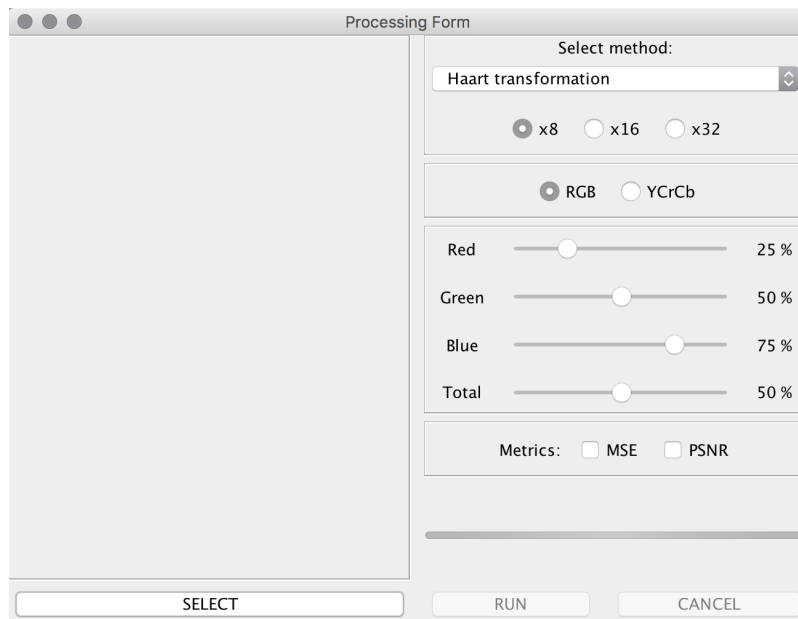 Processing Form
Select method:
Haart transformation
x8 x16 x32
RGB YCrCb
Red 25 %
Green 50 %
Blue 75 %
Total 50 %
Metrics: MSE PSNR
SELECT RUN CANCEL